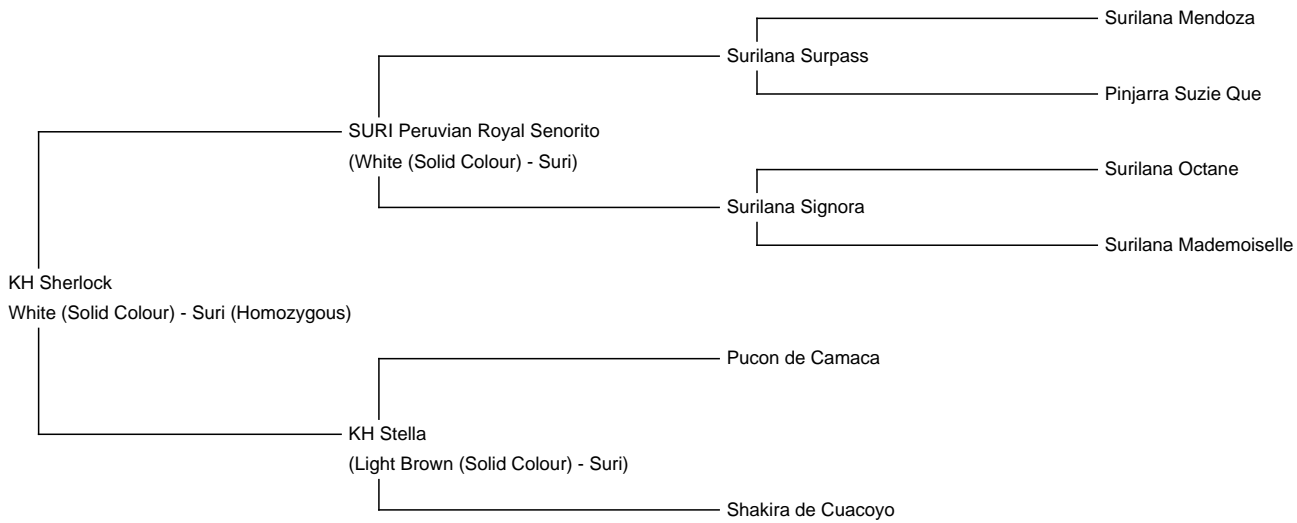 Surilana Mendoza
Surilana Surpass
Pinjarra Suzie Que
SURI Peruvian Royal Senorito
(White (Solid Colour) - Suri)
Surilana Octane
Surilana Signora
Surilana Mademoiselle
KH Sherlock
White (Solid Colour) - Suri (Homozygous)
Pucon de Camaca
KH Stella
(Light Brown (Solid Colour) - Suri)
Shakira de Cuacoyo